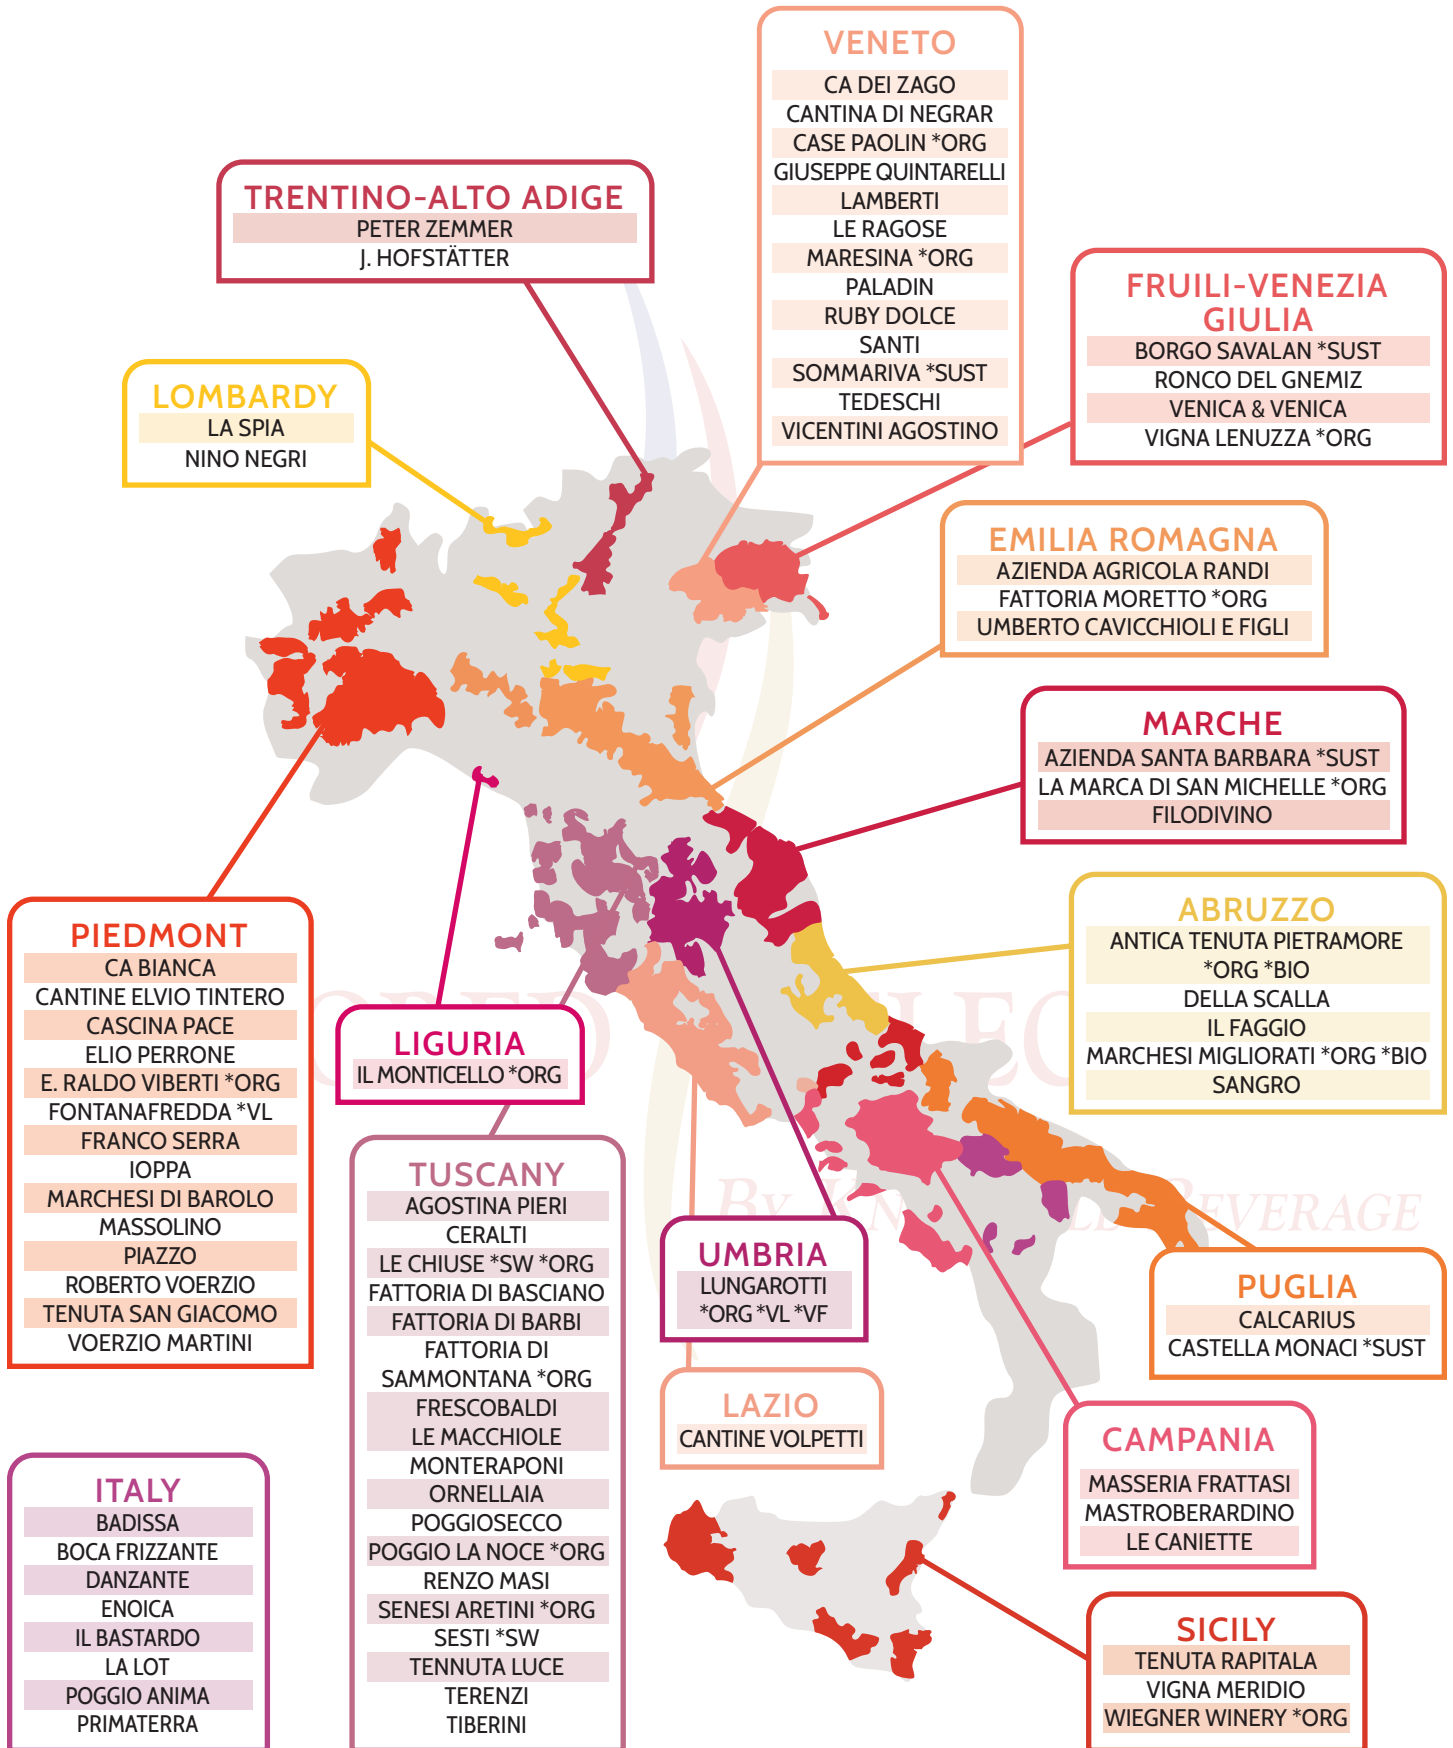 VENETO
CA DEI ZAGO
CANTINA DI NEGRAR
CASE PAOLIN *ORG
GIUSEPPE QUINTARELLI
LAMBERTI
LE RAGOSE
MARESINA *ORG
PALADIN
RUBY DOLCE
SANTI
SOMMARIVA *SUST
TEDESCHI
VICENTINI AGOSTINO
TRENTINO-ALTO ADIGE
PETER ZEMMER
J. HOFSTÄTTER
FRUILI-VENEZIA
GIULIA
BORGO SAVALAN *SUST
RONCO DEL GNEMIZ
VENICA & VENICA
VIGNA LENUZZA *ORG
LOMBARDY
LA SPIA
NINO NEGRI
EMILIA ROMAGNA
AZIENDA AGRICOLA RANDI
FATTORIA MORETTO *ORG
UMBERTO CAVICCHIOLI E FIGLI
MARCHE
AZIENDA SANTA BARBARA *SUST
LA MARCA DI SAN MICHELLE *ORG
FILODIVINO
ABRUZZO
ANTICA TENUTA PIETRAMORE
*ORG *BIO
DELLA SCALLA
IL FAGGIO
MARCHESI MIGLIORATI *ORG *BIO
SANGRO
PIEDMONT
CA BIANCA
CANTINE ELVIO TINTERO
CASCINA PACE
ELIO PERRONE
E. RALDO VIBERTI *ORG
FONTANAFREDDA *VL
FRANCO SERRA
IOPPA
MARCHESI DI BAROLO
MASSOLINO
PIAZZO
ROBERTO VOERZIO
TENUTA SAN GIACOMO
VOERZIO MARTINI
LIGURIA
IL MONTICELLO *ORG
TUSCANY
AGOSTINA PIERI
CERALTI
LE CHIUSE *SW *ORG
FATTORIA DI BASCIANO
FATTORIA DI BARBI
FATTORIA DI
SAMMONTANA *ORG
FRESCOBALDI
LE MACCHIOLE
MONTERAPONI
ORNELLAIA
POGGIOSECCO
POGGIO LA NOCE *ORG
RENZO MASI
SENESI ARETINI *ORG
SESTI *SW
TENNUTA LUCE
TERENZI
TIBERINI
BY
BEVERAGE
UMBRIA
LUNGAROTTI
*ORG *VL *VF
PUGLIA
CALCARIUS
CASTELLA MONACI *SUST
LAZIO
CANTINE VOLPETTI
CAMPANIA
MASSERIA FRATTASI
MASTROBERARDINO
LE CANIETTE
ITALY
BADISSA
BOCA FRIZZANTE
DANZANTE
ENOICA
IL BASTARDO
LA LOT
POGGIO ANIMA
PRIMATERRA
SICILY
TENUTA RAPITALA
VIGNA MERIDIO
WIEGNER WINERY *ORG